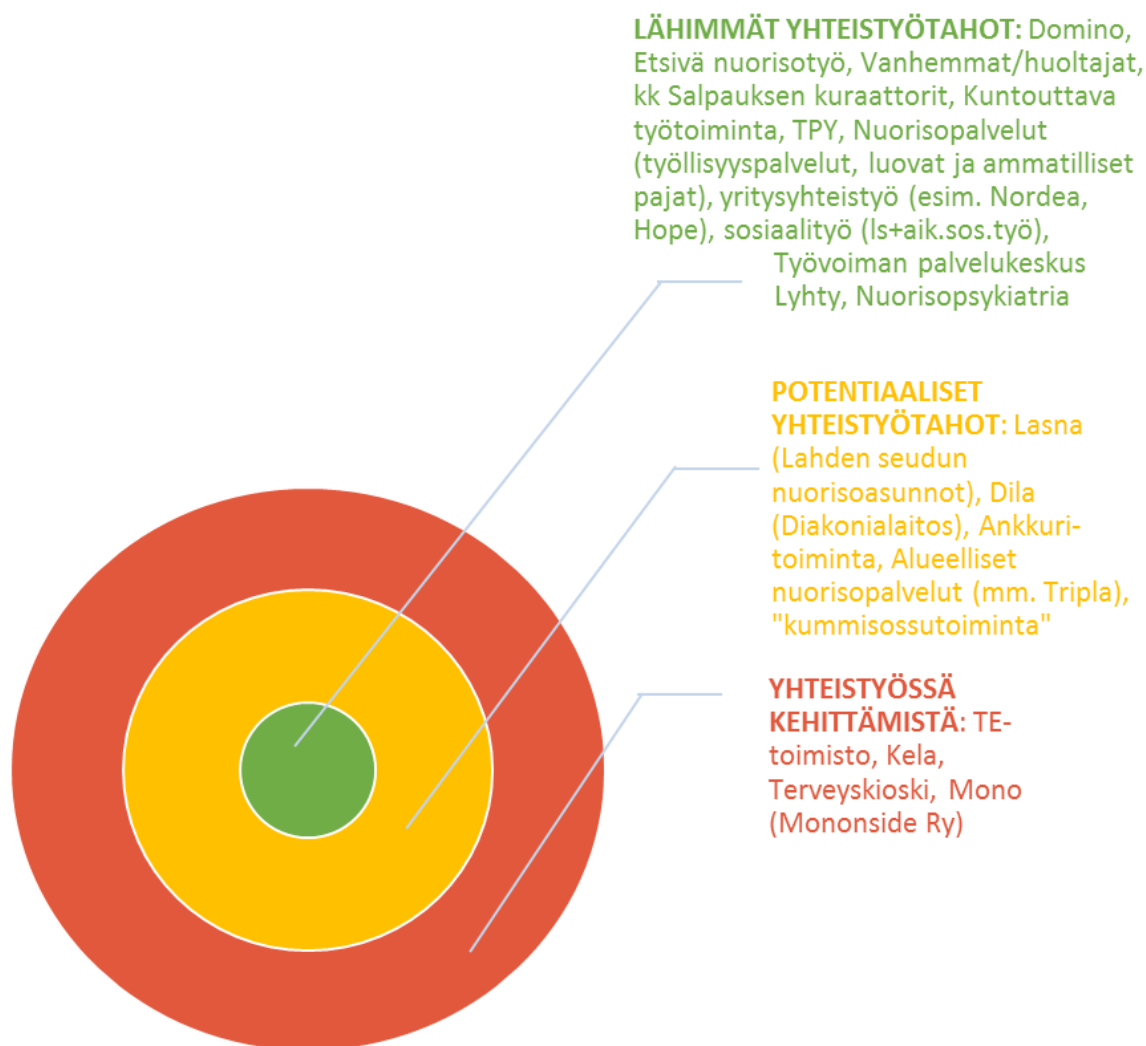 LÄHIMMÄT YHTEISTYÖTAHOT: Domino,
Etsivä nuorisotyö, Vanhemmat/huoltajat,
kk Salpauksen kuraattorit, Kuntouttava
työtoiminta, TPY, Nuorisopalvelut
(työllisyyspalvelut, luovat ja ammatilliset
pajat), yritysyhteistyö (esim. Nordea,
Hope), sosiaalityö (ls+aik.sos.työ),
Työvoiman palvelukeskus
Lyhty, Nuorisopsykiatria
POTENTIAALISET
YHTEISTYÖTAHOT: Lasna
(Lahden seudun
nuorisoasunnot), Dila
(Diakonialaitos), Ankkuri-
toiminta, Alueelliset
nuorisopalvelut (mm. Tripla),
"kummisossutoiminta"
YHTEISTYÖSSÄ
KEHITTÄMISTÄ: TE-
toimisto, Kela,
Terveyskioski, Mono
(Mononside Ry)